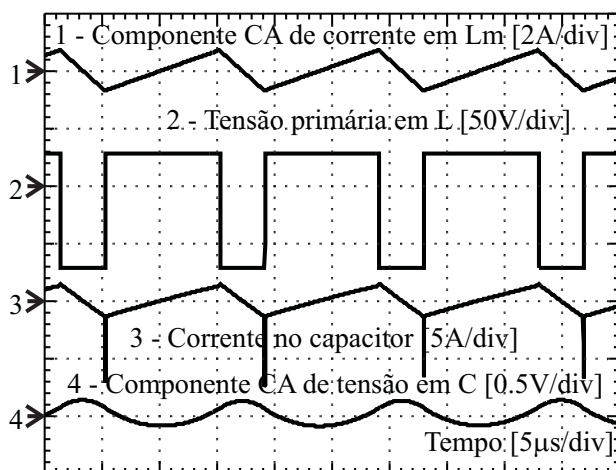 1 - Componente CA de corrente em Lm [2A/div]
1
2 - Tensão primária em L [50V/div]
2
3
3 - Corrente no capacitor [5A/div]
4 - Componente CA de tensão em C [0.5V/div]
4
Tempo [5µs/div]